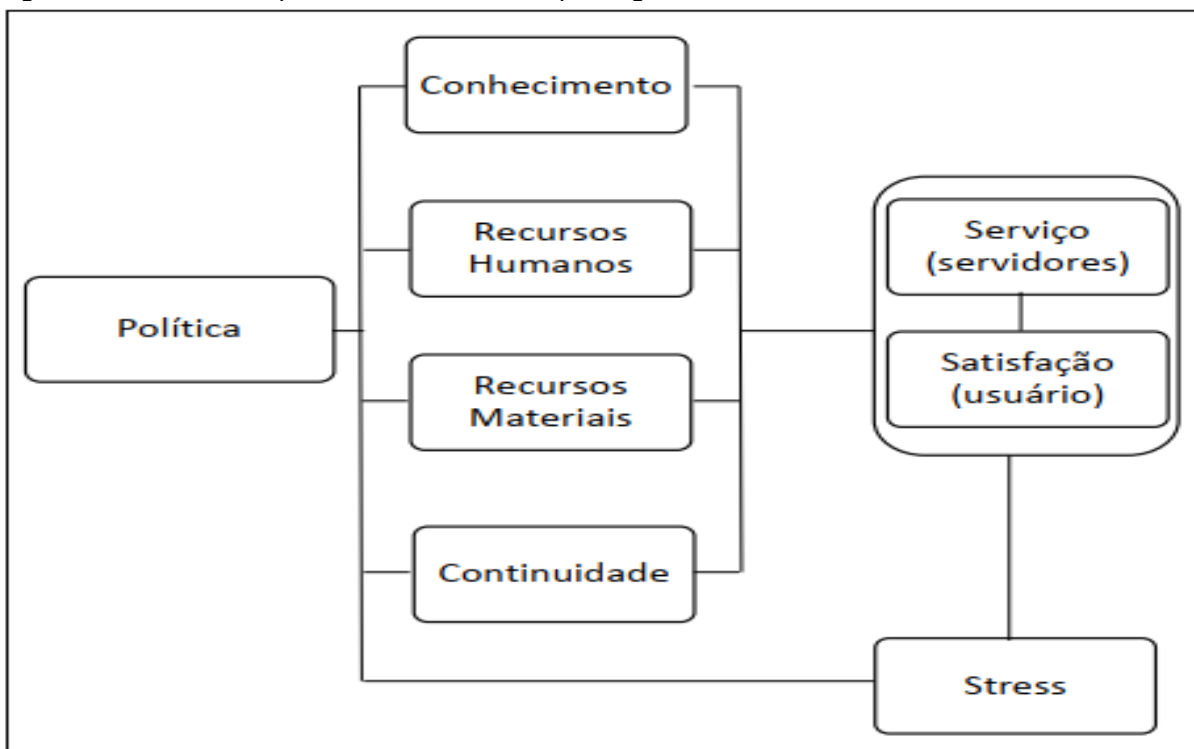 Conhecimento
Recursos
Humanos
Serviço
(servidores)
Política
Recursos
Materiais
Satisfação
(usuário)
Continuidade
Stress